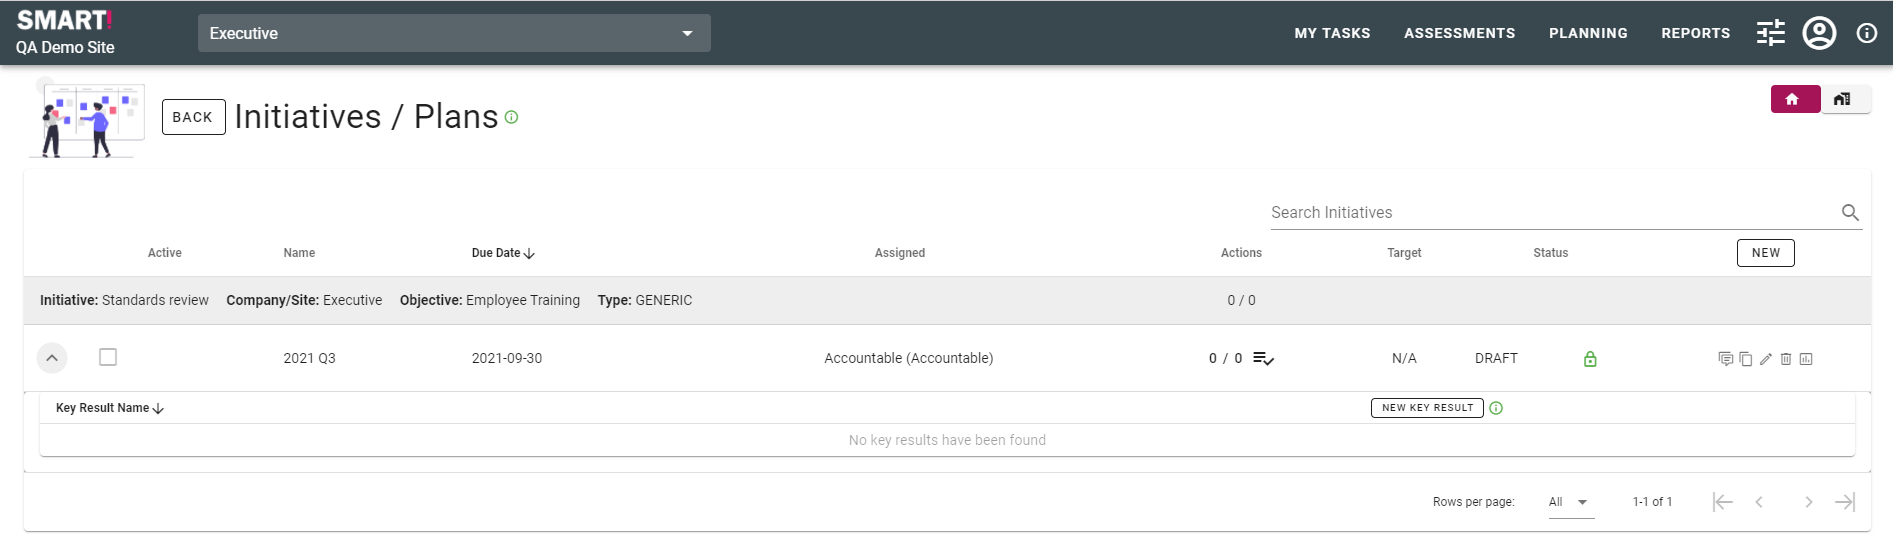 SMART!
QA Demo Site
Executive
MY TASKS ASSESSMENTS PLANNING REPORTS
BACK Initiatives / Plans
Search Initiatives
Active Name Due Date Assigned Actions Target Status NEW
Initiative: Standards review Company/Site: Executive Objective: Employee Training Type: GENERIC 0 / 0
2021 Q3 2021-09-30 Accountable (Accountable) 0 / 0 N/A DRAFT
Key Result Name NEW KEY RESULT
No key results have been found
Rows per page: All 1-1 of 1